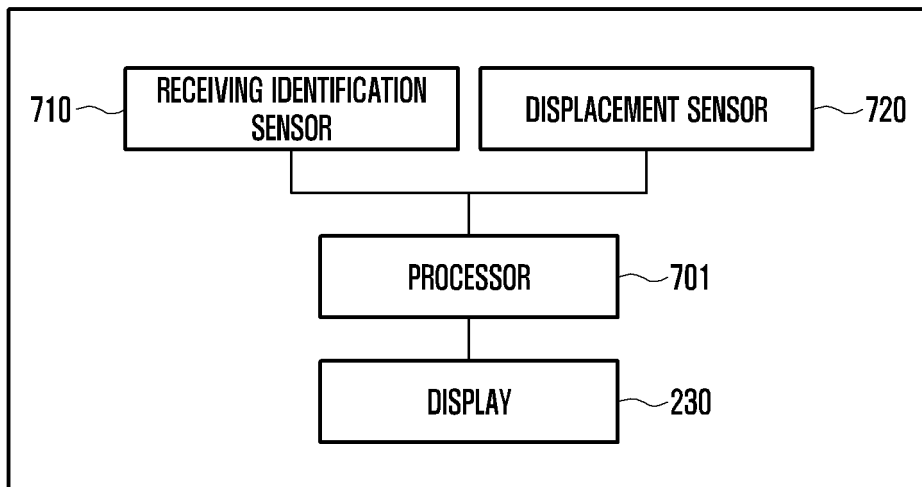 710
RECEIVING IDENTIFICATION
SENSOR
DISPLACEMENT SENSOR
720
PROCESSOR
701
DISPLAY
230